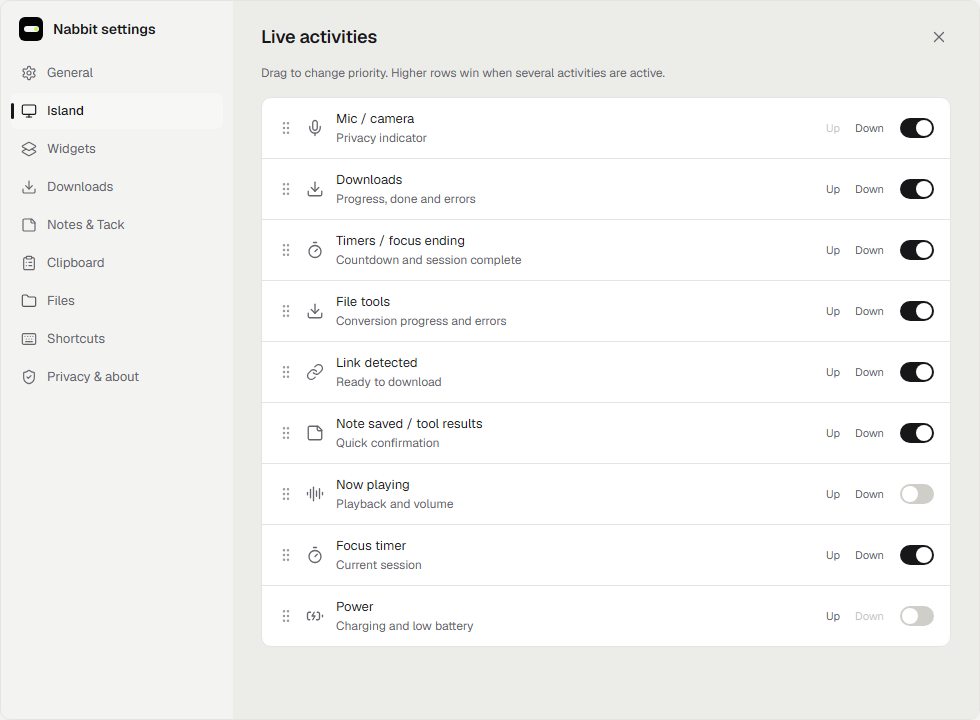 Nabbit settings
General
Island
Widgets
Downloads
Notes & Tack
Clipboard
Files
Shortcuts
Privacy & about
Live activities
Drag to change priority. Higher rows win when several activities are active.
Mic / camera
Privacy indicator
Up Down
Downloads
Progress, done and errors
Up Down
Timers / focus ending
Countdown and session complete
Up Down
File tools
Conversion progress and errors
Up Down
Link detected
Ready to download
Up Down
Note saved / tool results
Quick confirmation
Up Down
Now playing
Playback and volume
Up Down
Focus timer
Current session
Up Down
Power
Charging and low battery
Up Down